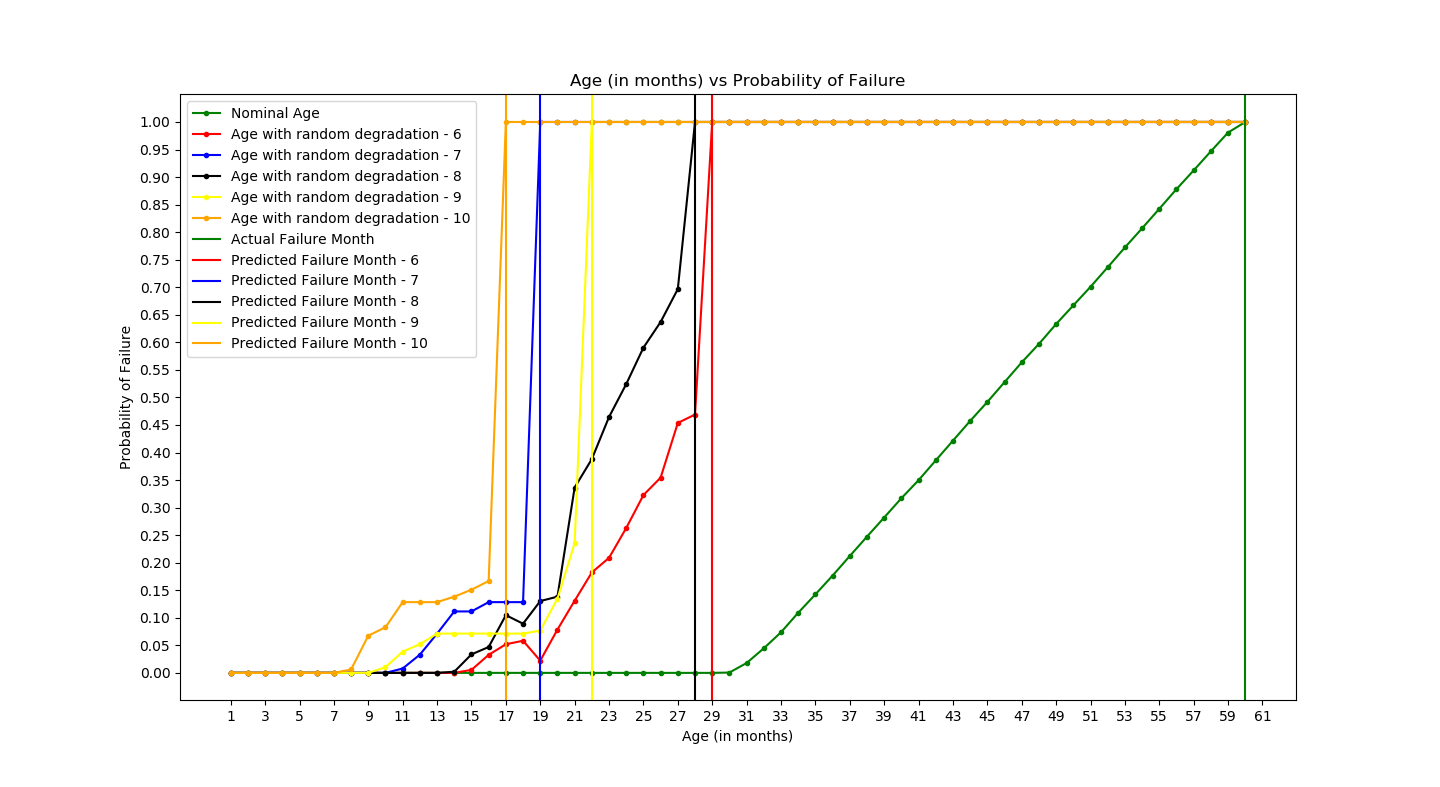 Age (in months) vs Probability of Failure
Nominal Age
Age with random degradation - 6
Age with random degradation - 7
Age with random degradation - 8
Age with random degradation - 9
Age with random degradation - 10
Actual Failure Month
Predicted Failure Month - 6
Predicted Failure Month - 7
Predicted Failure Month - 8
Predicted Failure Month - 9
Predicted Failure Month - 10
Probability of Failure
1.00
0.95
0.90
0.85
0.80
0.75
0.70
0.65
0.60
0.55
0.50
0.45
0.40
0.35
0.30
0.25
0.20
0.15
0.10
0.05
0.00
1 3 5 7 9 11 13 15 17 19 21 23 25 27 29 31 33 35 37 39 41 43 45 47 49 51 53 55 57 59 61
Age (in months)